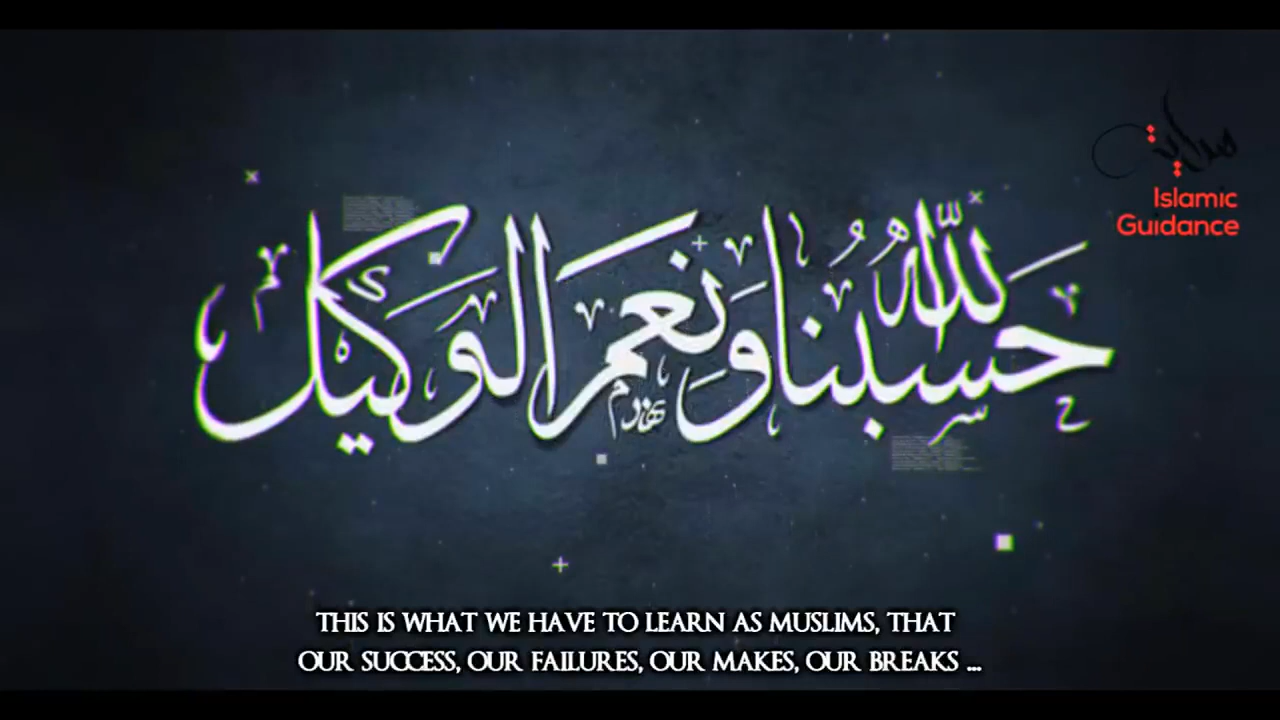 حسبنا الله ونعم الوكيل
هداية
Islamic
Guidance
THIS IS WHAT WE HAVE TO LEARN AS MUSLIMS, THAT
OUR SUCCESS, OUR FAILURES, OUR MAKES, OUR BREAKS ...